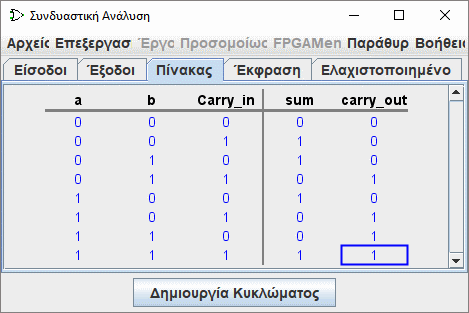 Συνδυαστική Ανάλυση
Αρχείο Επεξεργασ Έργο Προσομοίωσ FPGAMen Παράθυρ Βοήθει
Είσοδοι Έξοδοι Πίνακας Έκφραση Ελαχιστοποιημένο
a b Carry_in sum carry_out
0 0 0 0 0
0 0 1 1 0
0 1 0 1 0
0 1 1 0 1
1 0 0 1 0
1 0 1 0 1
1 1 0 0 1
1 1 1 1 1
Δημιουργία Κυκλώματος